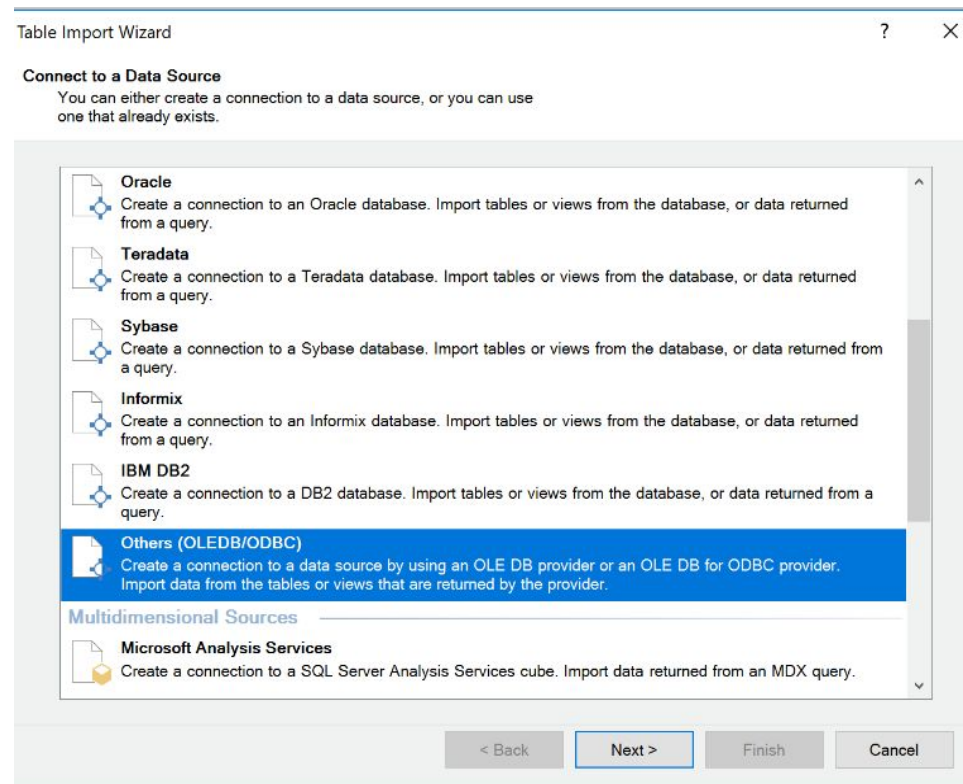 Table Import Wizard ?
Connect to a Data Source
You can either create a connection to a data source, or you can use
one that already exists.
Oracle
Create a connection to an Oracle database. Import tables or views from the database, or data returned
from a query.
Teradata
Create a connection to a Teradata database. Import tables or views from the database, or data returned
from a query.
Sybase
Create a connection to a Sybase database. Import tables or views from the database, or data returned from
a query.
Informix
Create a connection to an Informix database. Import tables or views from the database, or data returned
from a query.
IBM DB2
Create a connection to a DB2 database. Import tables or views from the database, or data returned from a
query.
Others (OLEDB/ODBC)
Create a connection to a data source by using an OLE DB provider or an OLE DB for ODBC provider.
Import data from the tables or views that are returned by the provider.
Multidimensional Sources
Microsoft Analysis Services
Create a connection to a SQL Server Analysis Services cube. Import data returned from an MDX query.
< Back Next > Finish Cancel